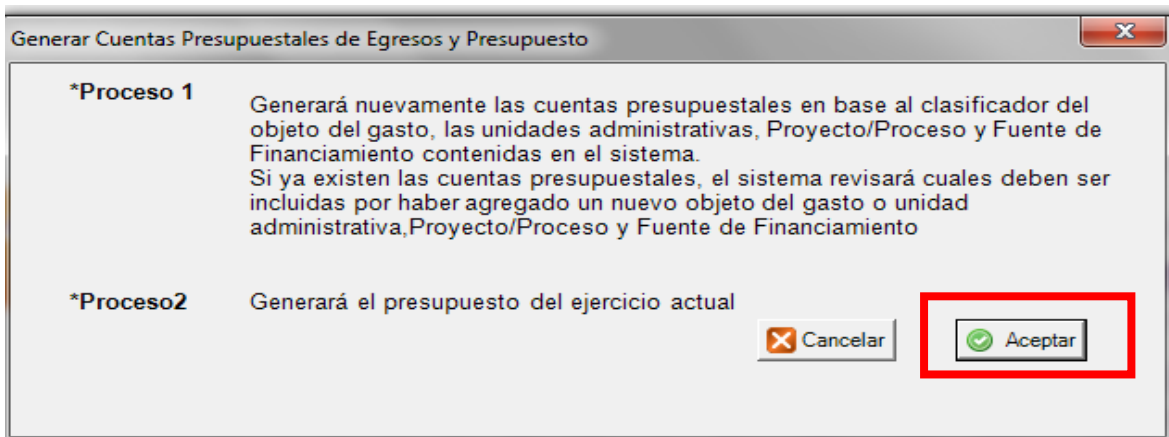 Generar Cuentas Presupuestales de Egresos y Presupuesto
*Proceso 1
Generará nuevamente las cuentas presupuestales en base al clasificador del
objeto del gasto, las unidades administrativas, Proyecto/Proceso y Fuente de
Financiamiento contenidas en el sistema.
Si ya existen las cuentas presupuestales, el sistema revisará cuales deben ser
incluidas por haber agregado un nuevo objeto del gasto o unidad
administrativa,Proyecto/Proceso y Fuente de Financiamiento
*Proceso2 Generará el presupuesto del ejercicio actual
Cancelar Aceptar